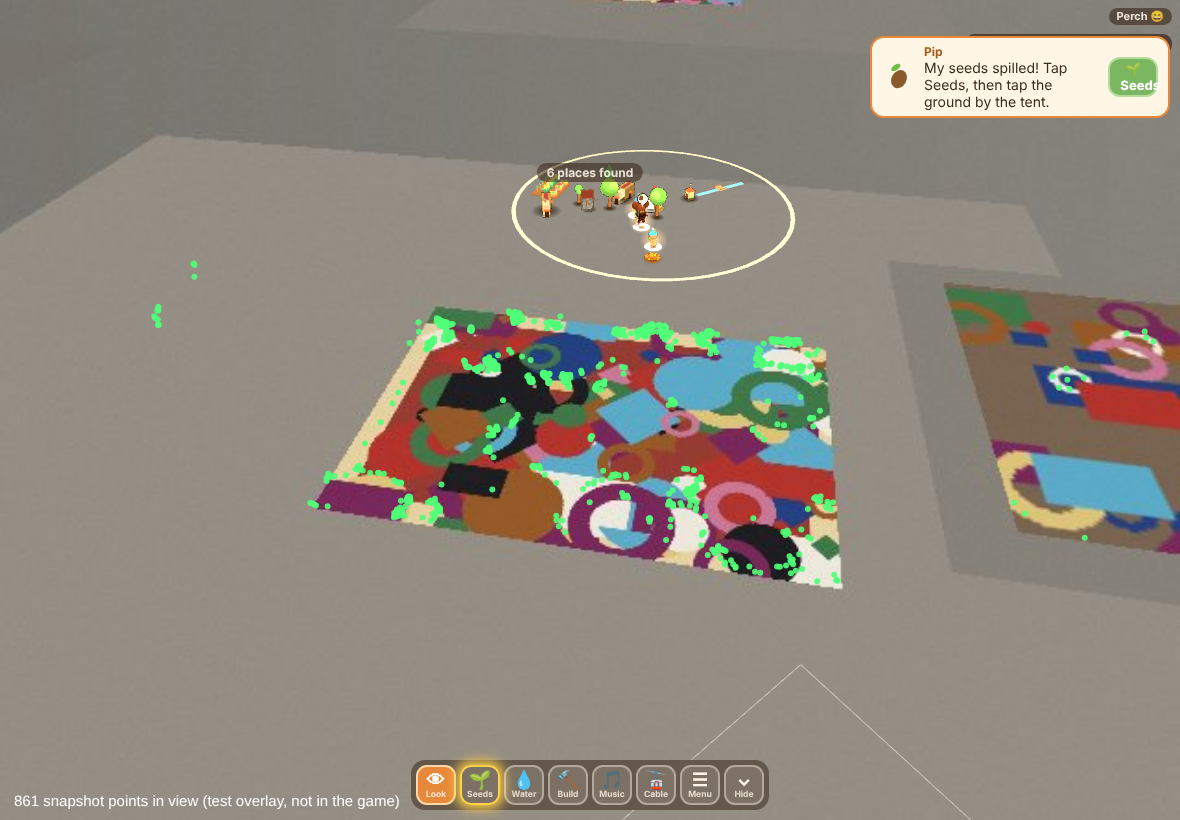 Perch 😄
Pip
My seeds spilled! Tap
Seeds, then tap the
ground by the tent.
Seeds
6 places found
Look
Seeds
Water
Build
Music
Cable
Menu
Hide
861 snapshot points in view (test overlay, not in the game)